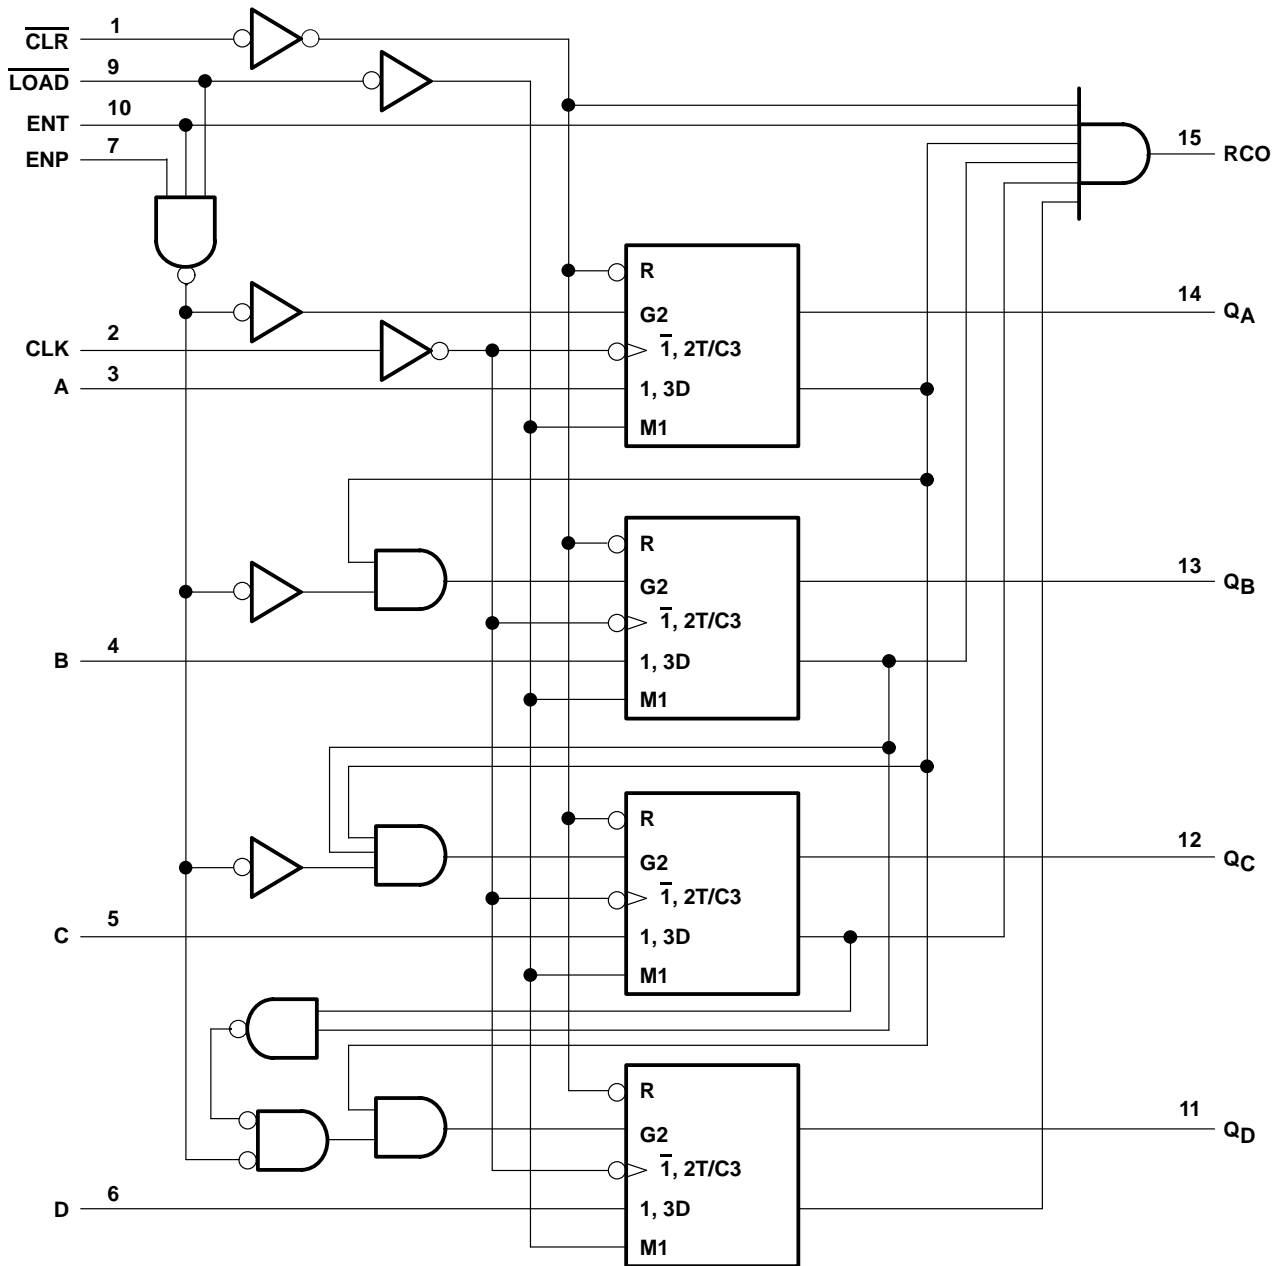 C̅L̅R̅ 1
L̅O̅A̅D̅ 9
ENT 10
ENP 7
15 RCO
R
G2
1̅, 2T/C3
1, 3D
M1
14 QA
CLK 2
A 3
R
G2
1̅, 2T/C3
1, 3D
M1
13 QB
B 4
R
G2
1̅, 2T/C3
1, 3D
M1
12 QC
C 5
R
G2
1̅, 2T/C3
1, 3D
M1
11 QD
D 6